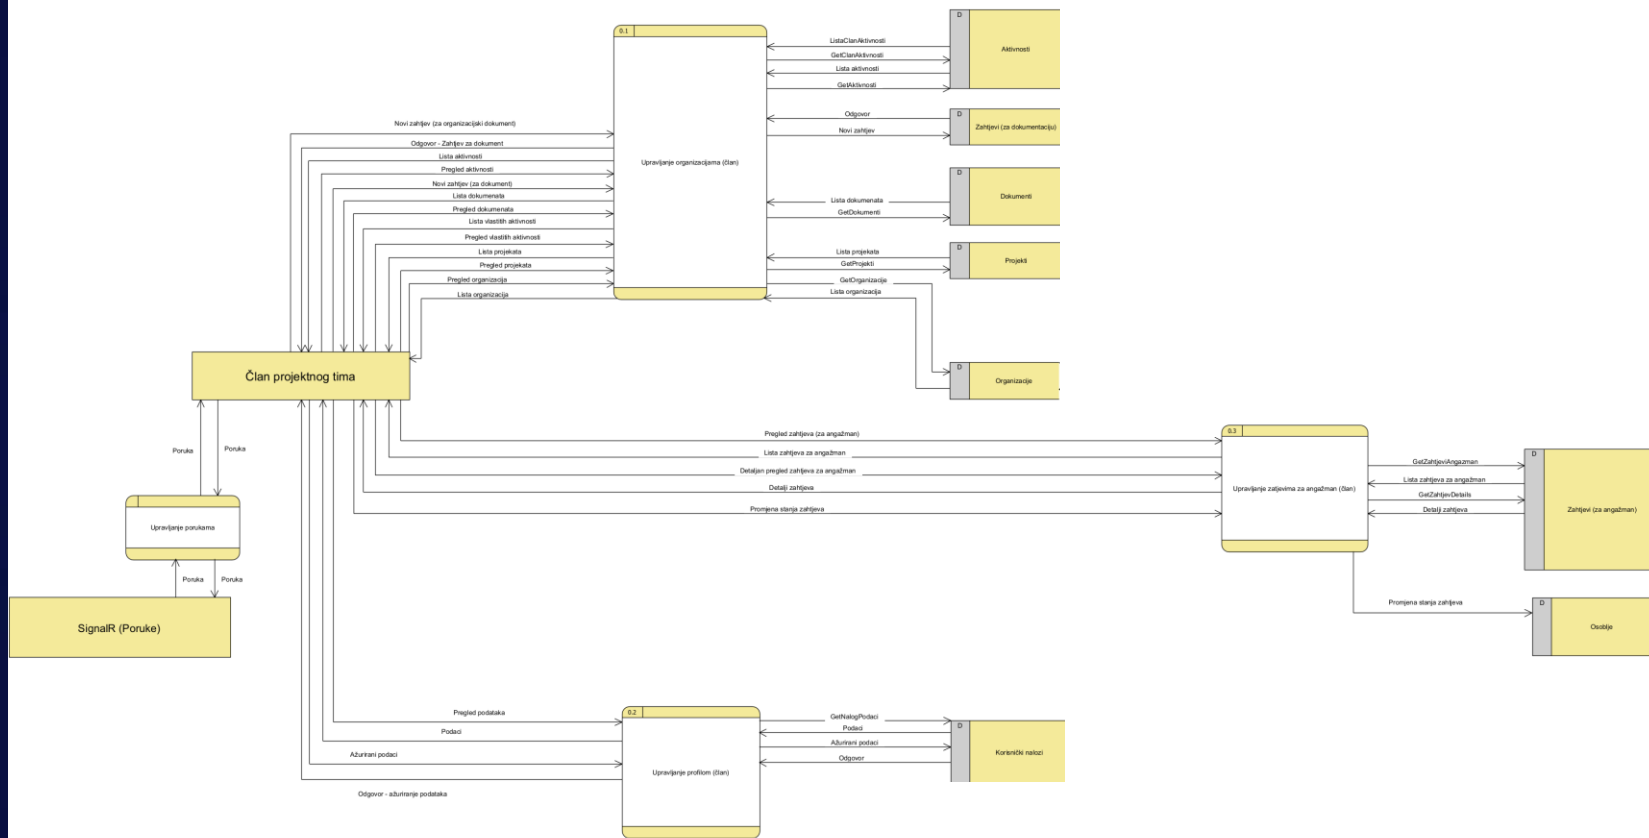 0.1
D
ListaClanAktivnosti
GetClanAktivnosti
Lista aktivnosti
GetAktivnosti
Aktivnosti
D
Odgovor
Novi zahtjev
Zahtjevi (za dokumentaciju)
Novi zahtjev (za organizacijski dokument)
Odgovor - Zahtjev za dokument
Lista aktivnosti
Pregled aktivnosti
Novi zahtjev (za dokument)
Lista dokumenata
Pregled dokumenata
Lista vlastitih aktivnosti
Pregled vlastitih aktivnosti
Lista projekata
Pregled projekata
Pregled organizacija
Lista organizacija
Upravljanje organizacijama (član)
D
Lista dokumenata
GetDokumenti
Dokumenti
D
Lista projekata
GetProjekti
Projekti
GetOrganizacije
Lista organizacija
D
Organizacije
Član projektnog tima
Poruka
Poruka
Upravljanje porukama
Poruka
Poruka
SignalR (Poruke)
Pregled zahtjeva (za angažman)
Lista zahtjeva za angažman
Detaljan pregled zahtjeva za angažman
Detalji zahtjeva
Promjena stanja zahtjeva
0.3
Upravljanje zatjevima za angažman (član)
GetZahtjeviAngazman
Lista zahtjeva za angažman
GetZahtjevDetails
Detalji zahtjeva
D
Zahtjevi (za angažman)
Promjena stanja zahtjeva
D
Osoblje
Pregled podataka
Podaci
Ažurirani podaci
Odgovor - ažuriranje podataka
0.2
Upravljanje profilom (član)
GetNalogPodaci
Podaci
Ažurirani podaci
Odgovor
D
Korisnički nalozi